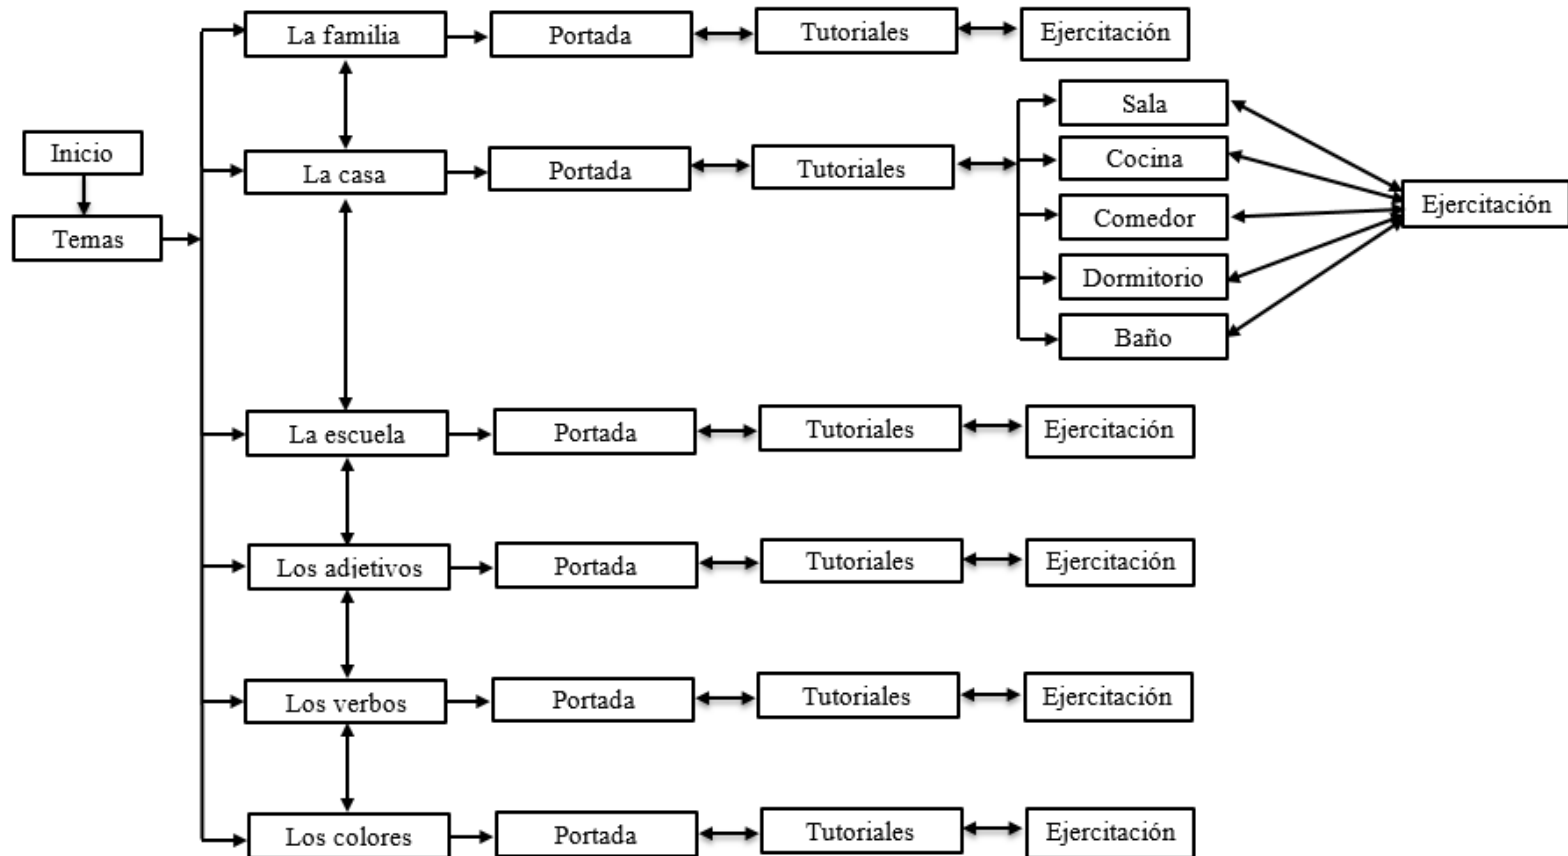 La familia
Portada
Tutoriales
Ejercitación
Inicio
Temas
La casa
Portada
Tutoriales
Sala
Cocina
Comedor
Dormitorio
Baño
Ejercitación
La escuela
Portada
Tutoriales
Ejercitación
Los adjetivos
Portada
Tutoriales
Ejercitación
Los verbos
Portada
Tutoriales
Ejercitación
Los colores
Portada
Tutoriales
Ejercitación